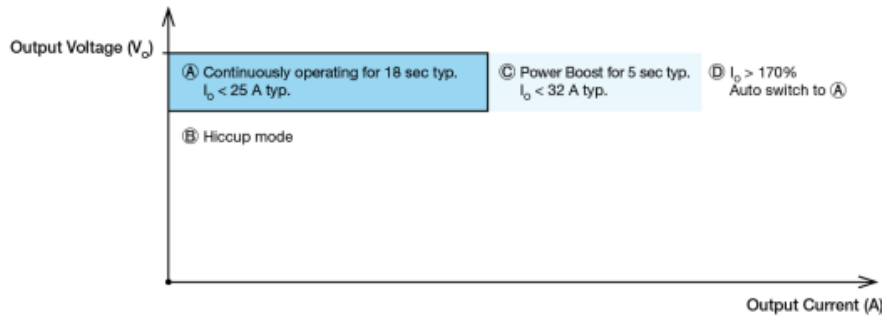 Output Voltage (Vₒ)
Ⓐ Continuously operating for 18 sec typ.
Iₒ < 25 A typ.
Ⓒ Power Boost for 5 sec typ.
Iₒ < 32 A typ.
Ⓓ Iₒ > 170%
Auto switch to Ⓐ
Ⓑ Hiccup mode
Output Current (A)